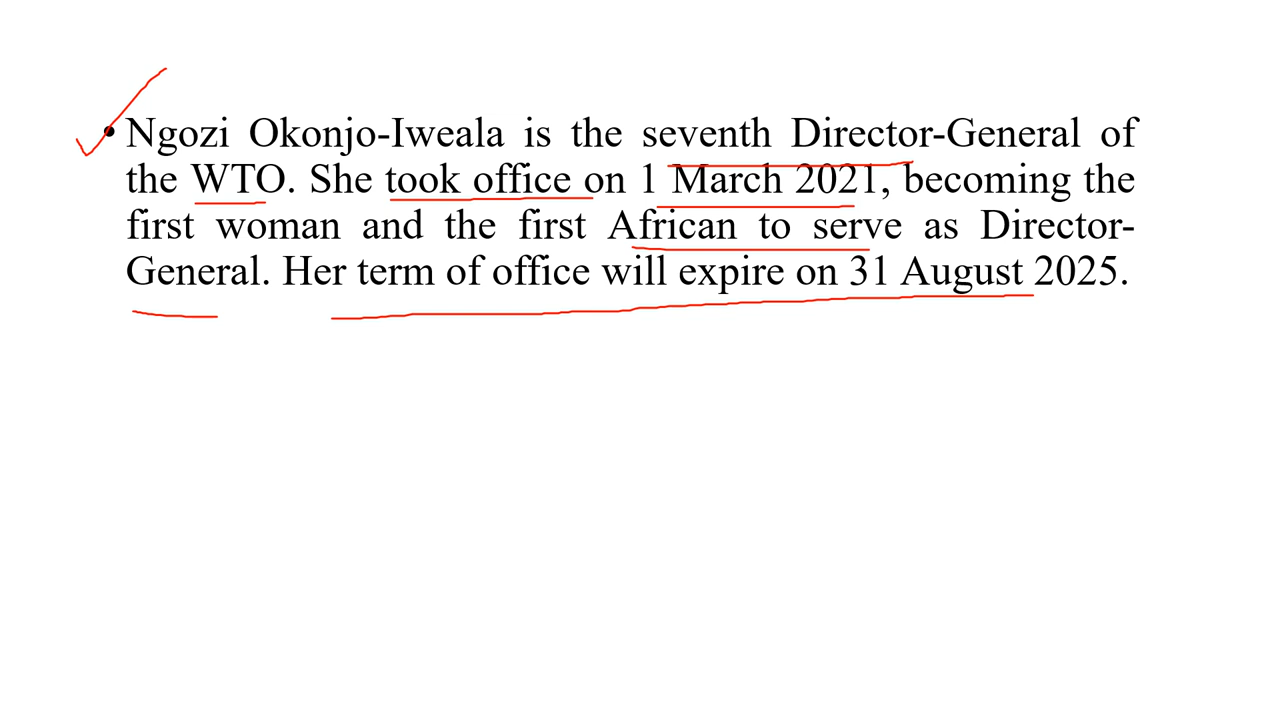 • Ngozi Okonjo-Iweala is the seventh Director-General of
the WTO. She took office on 1 March 2021, becoming the
first woman and the first African to serve as Director-
General. Her term of office will expire on 31 August 2025.